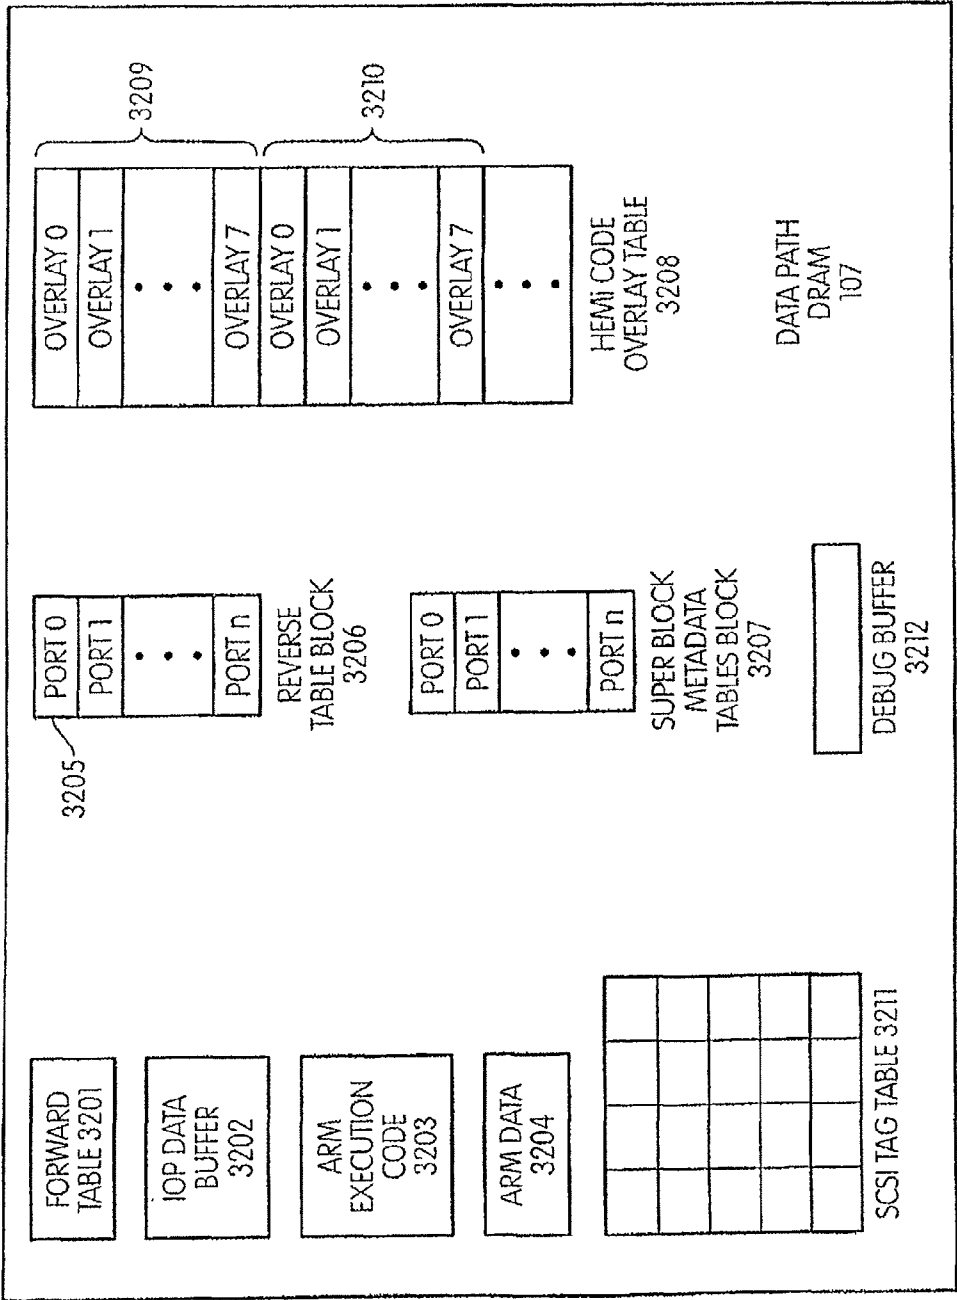 FORWARD
TABLE 3201
IOP DATA
BUFFER
3202
ARM
EXECUTION
CODE
3203
ARM DATA
3204
SCSI TAG TABLE 3211
3205
PORT 0
PORT 1
PORT n
REVERSE
TABLE BLOCK
3206
PORT 0
PORT 1
PORT n
SUPER BLOCK
METADATA
TABLES BLOCK
3207
DEBUG BUFFER
3212
OVERLAY 0
OVERLAY 1
OVERLAY 7
OVERLAY 0
OVERLAY 1
OVERLAY 7
3209
3210
HEMi CODE
OVERLAY TABLE
3208
DATA PATH
DRAM
107